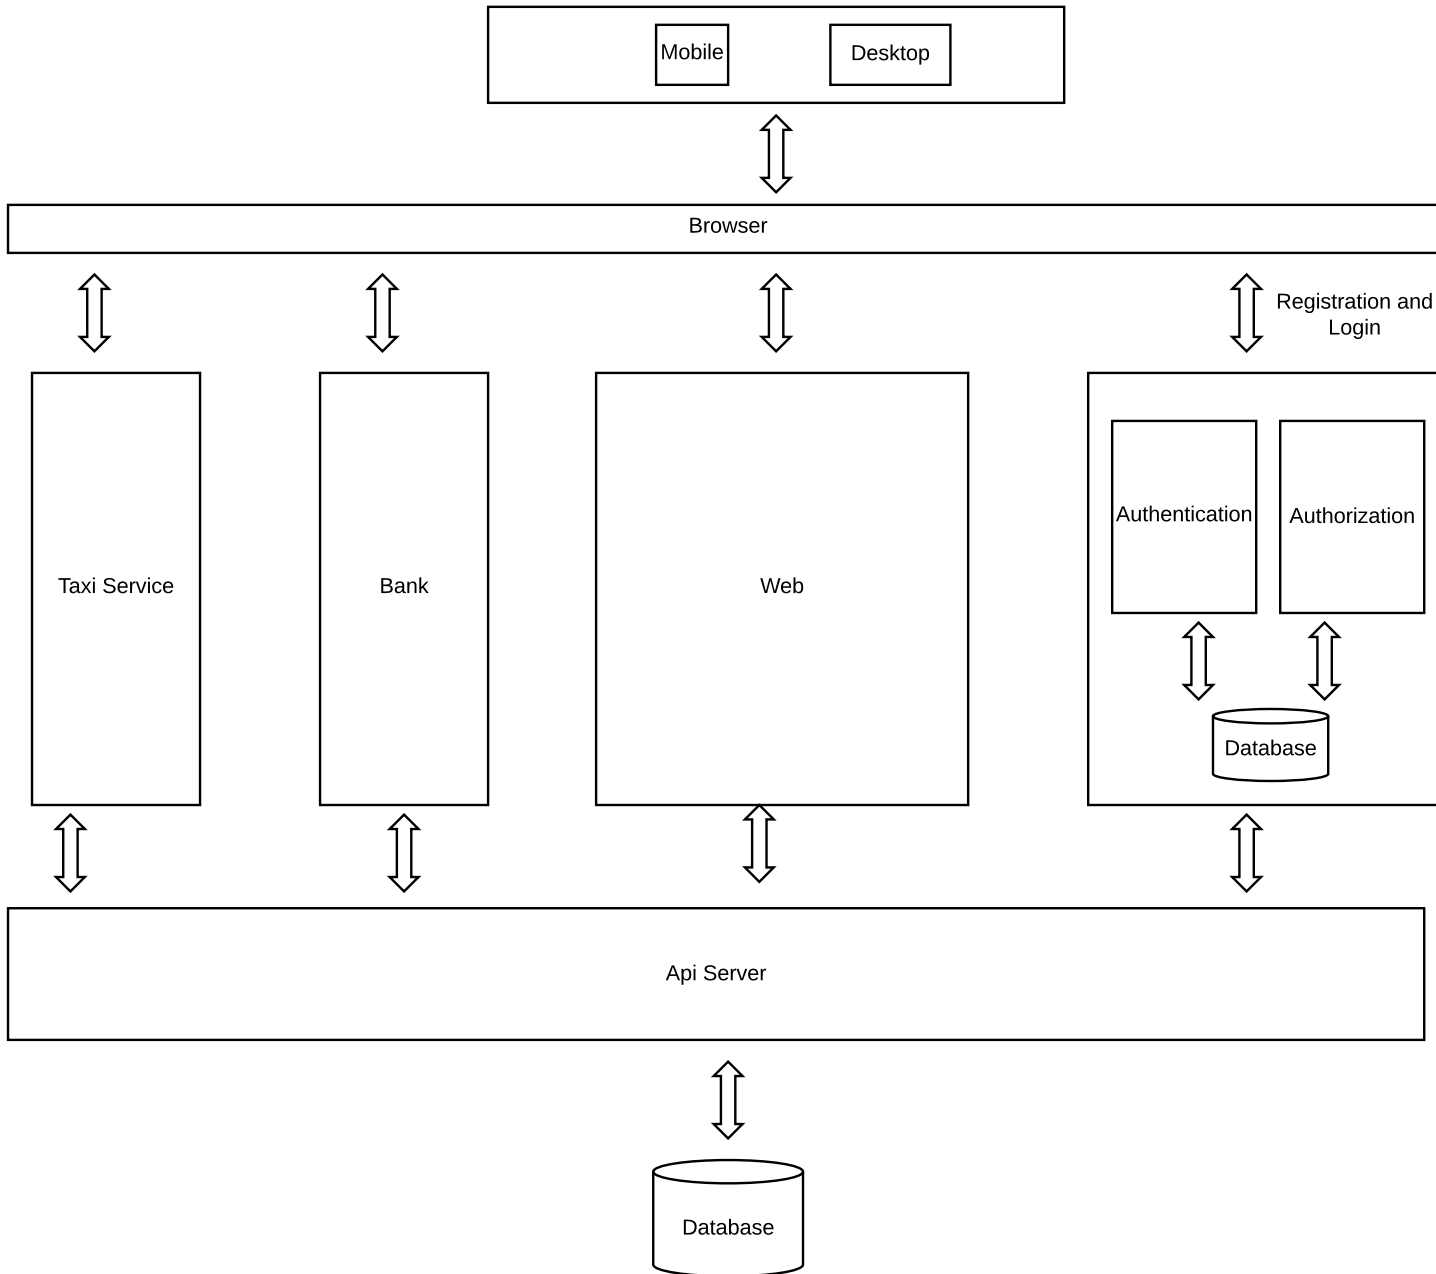 Mobile
Desktop
Browser
Registration and
Login
Authentication
Authorization
Taxi Service
Bank
Web
Database
Api Server
Database